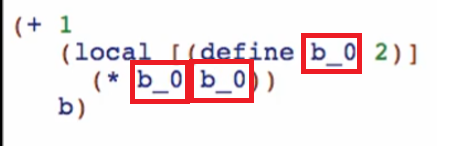 (+ 1
(local [(define b_0 2)]
(* b_0 b_0))
b)